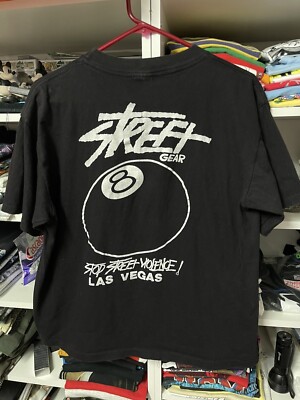 STREET
GEAR
8
STOP STREET VIOLENCE!
LAS VEGAS